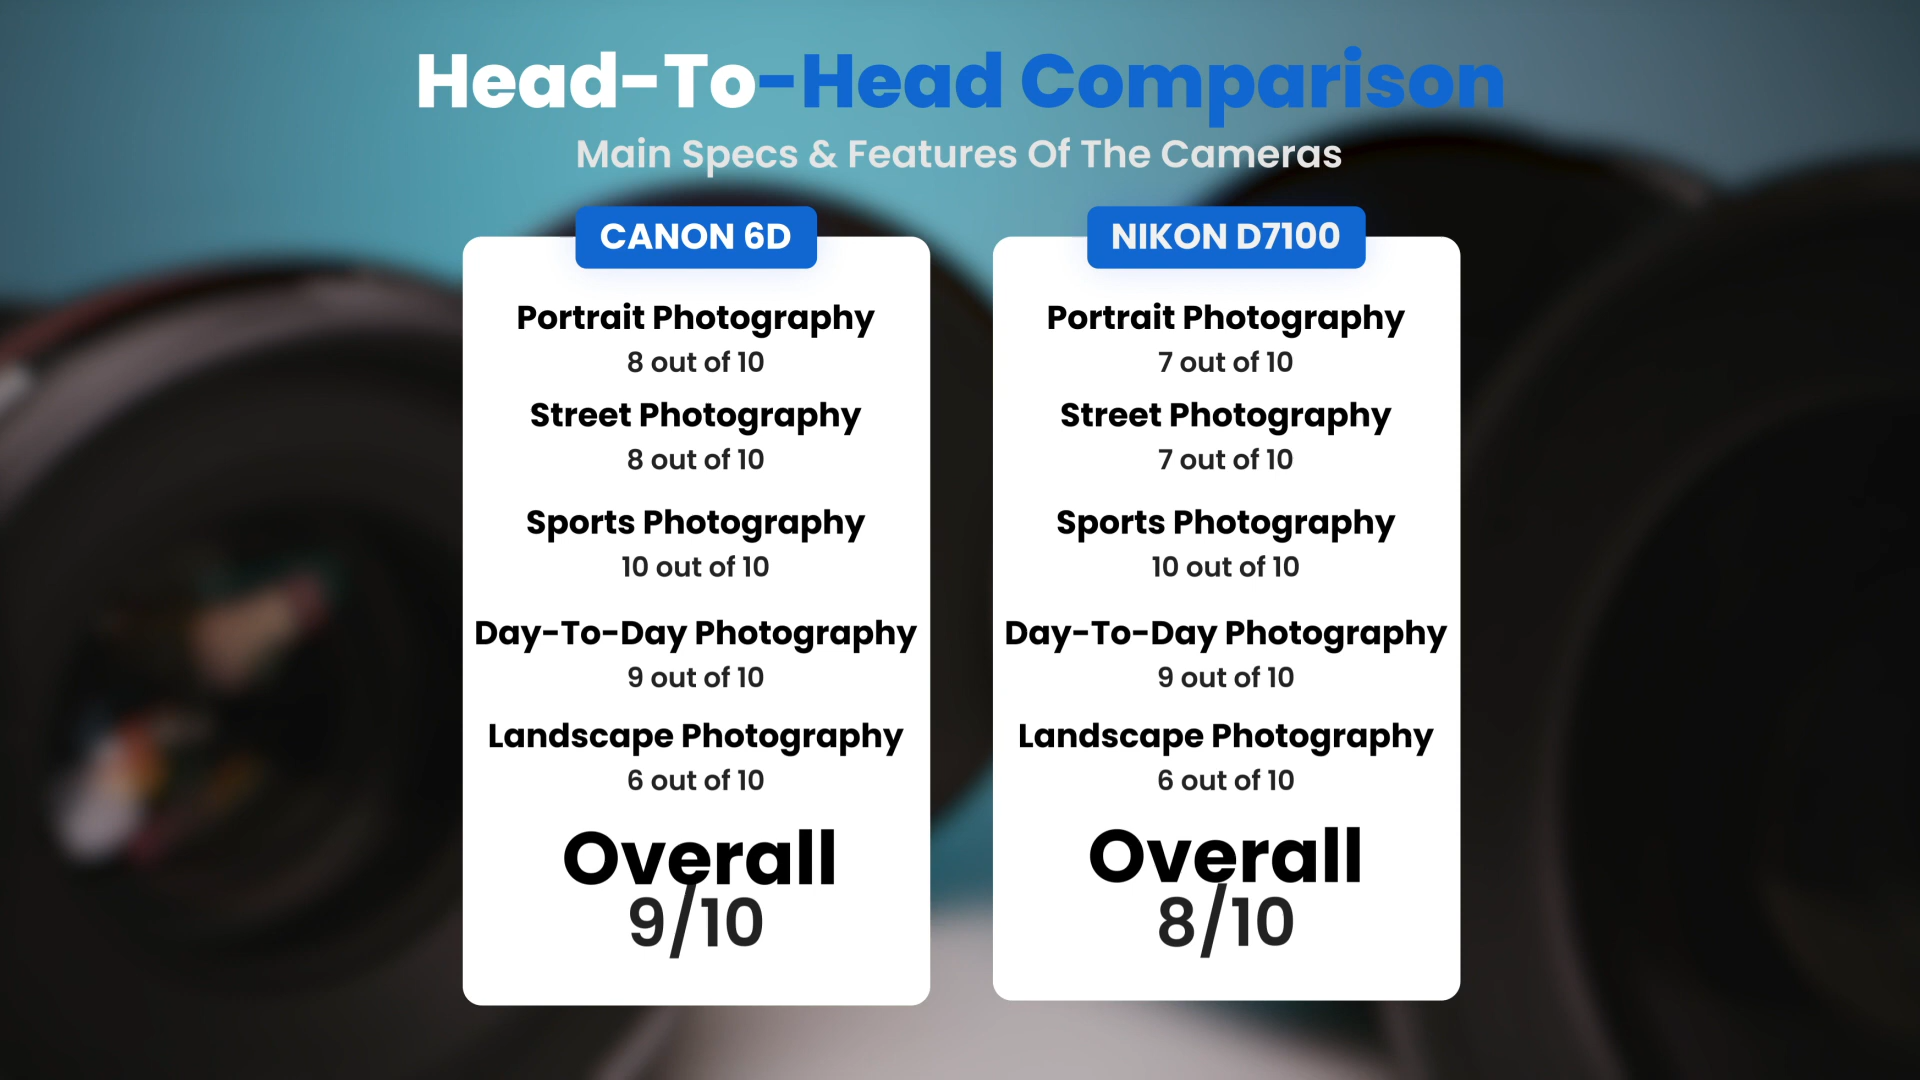 Head-To-Head Comparison
Main Specs & Features Of The Cameras
CANON 6D
Portrait Photography
8 out of 10
Street Photography
8 out of 10
Sports Photography
10 out of 10
Day-To-Day Photography
9 out of 10
Landscape Photography
6 out of 10
Overall
9/10
NIKON D7100
Portrait Photography
7 out of 10
Street Photography
7 out of 10
Sports Photography
10 out of 10
Day-To-Day Photography
9 out of 10
Landscape Photography
6 out of 10
Overall
8/10